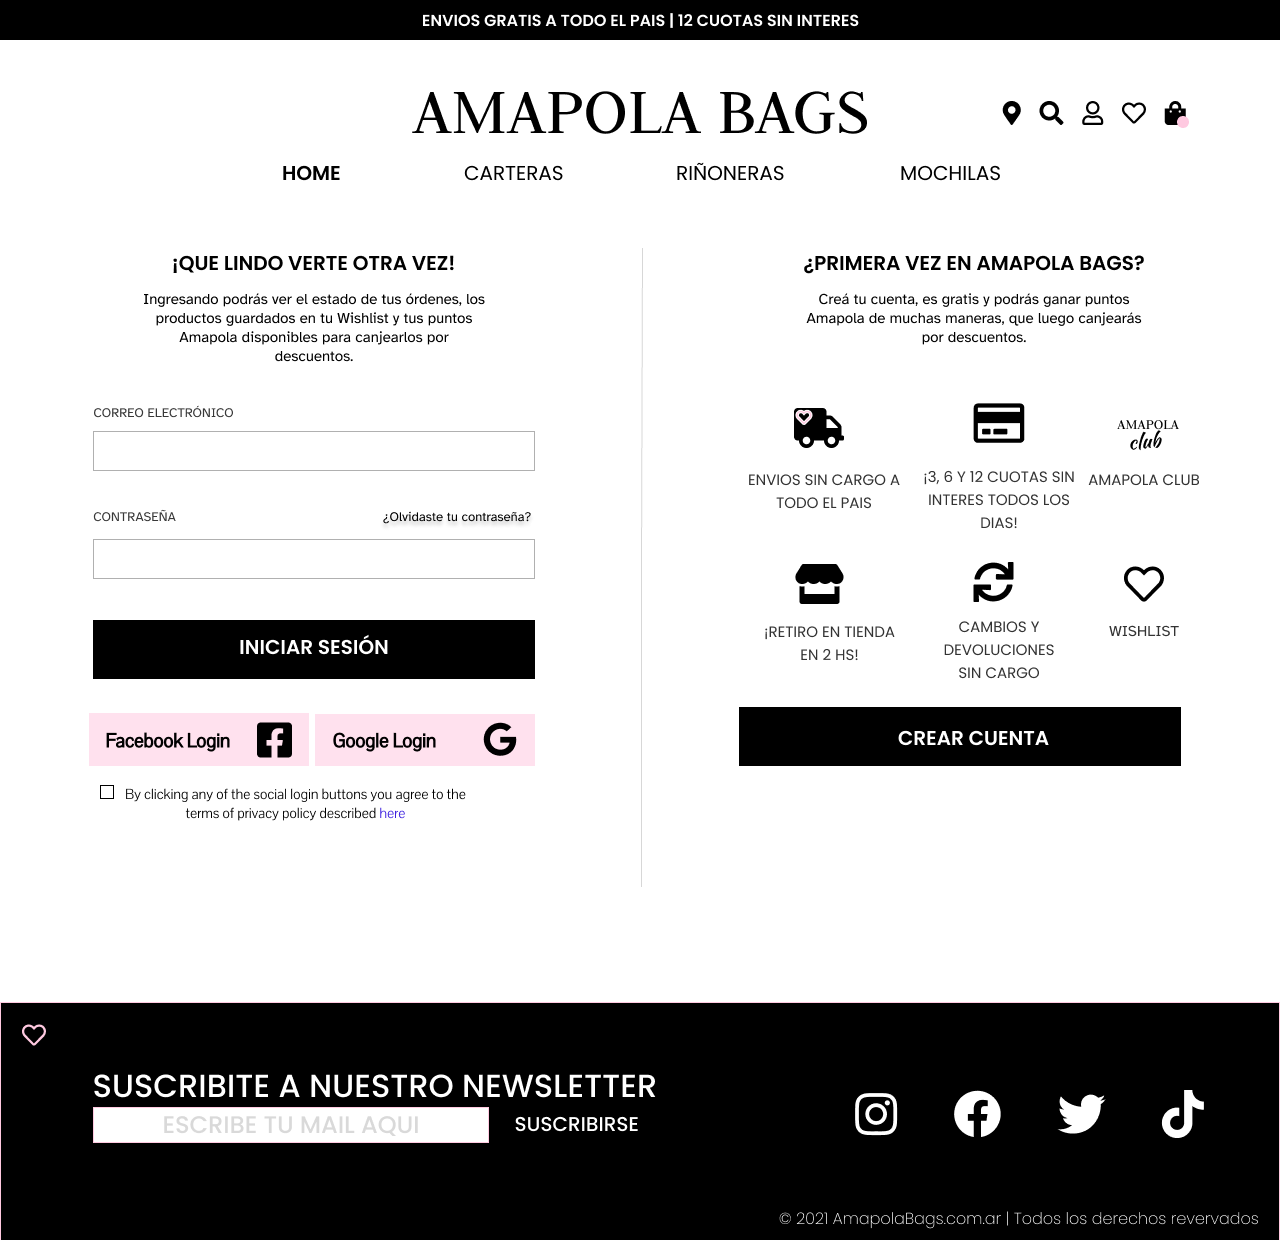 ENVIOS GRATIS A TODO EL PAIS | 12 CUOTAS SIN INTERES
AMAPOLA BAGS
HOME
CARTERAS
RIÑONERAS
MOCHILAS
¡QUE LINDO VERTE OTRA VEZ!
Ingresando podrás ver el estado de tus órdenes, los
productos guardados en tu Wishlist y tus puntos
Amapola disponibles para canjearlos por
descuentos.
CORREO ELECTRÓNICO
CONTRASEÑA
¿Olvidaste tu contraseña?
INICIAR SESIÓN
Facebook Login
Google Login
By clicking any of the social login buttons you agree to the
terms of privacy policy described here
¿PRIMERA VEZ EN AMAPOLA BAGS?
Creá tu cuenta, es gratis y podrás ganar puntos
Amapola de muchas maneras, que luego canjearás
por descuentos.
ENVIOS SIN CARGO A
TODO EL PAIS
¡3, 6 Y 12 CUOTAS SIN
INTERES TODOS LOS
DIAS!
AMAPOLA
club
AMAPOLA CLUB
¡RETIRO EN TIENDA
EN 2 HS!
CAMBIOS Y
DEVOLUCIONES
SIN CARGO
WISHLIST
CREAR CUENTA
SUSCRIBITE A NUESTRO NEWSLETTER
ESCRIBE TU MAIL AQUI
SUSCRIBIRSE
© 2021 AmapolaBags.com.ar | Todos los derechos revervados